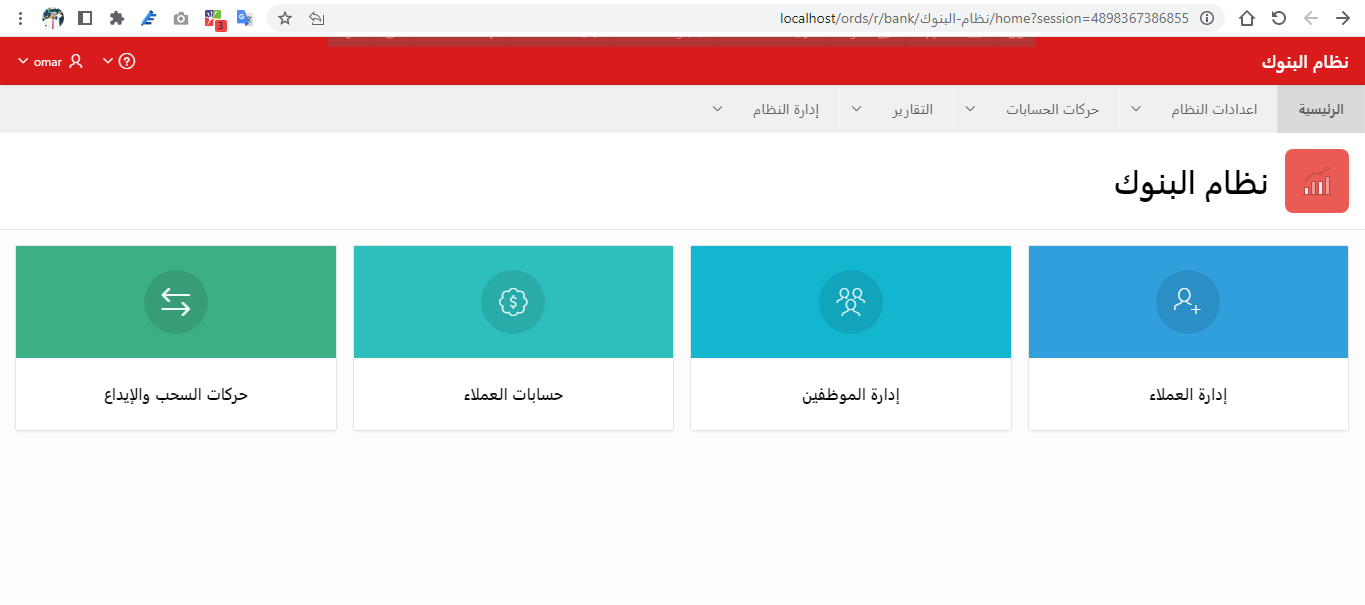 localhost/ords/r/bank/نظام-البنوك/home?session=4898367386855
3
نظام البنوك
omar
الرئيسية
اعدادات النظام
حركات الحسابات
التقارير
إدارة النظام
نظام البنوك
إدارة العملاء
إدارة الموظفين
حسابات العملاء
حركات السحب والإيداع